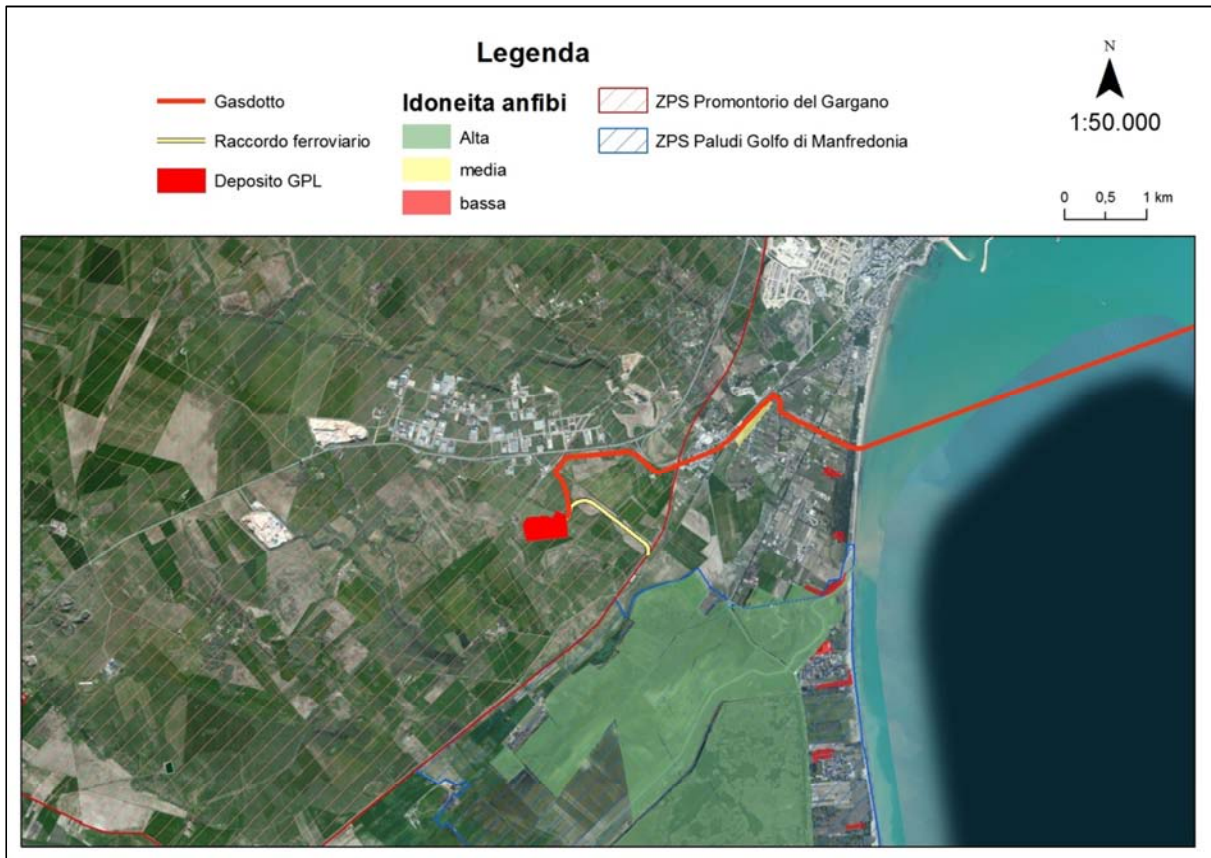 Legenda
Gasdotto
Raccordo ferroviario
Deposito GPL
Idoneita anfibi
Alta
media
bassa
ZPS Promontorio del Gargano
ZPS Paludi Golfo di Manfredonia
N
1:50.000
0 0,5 1 km